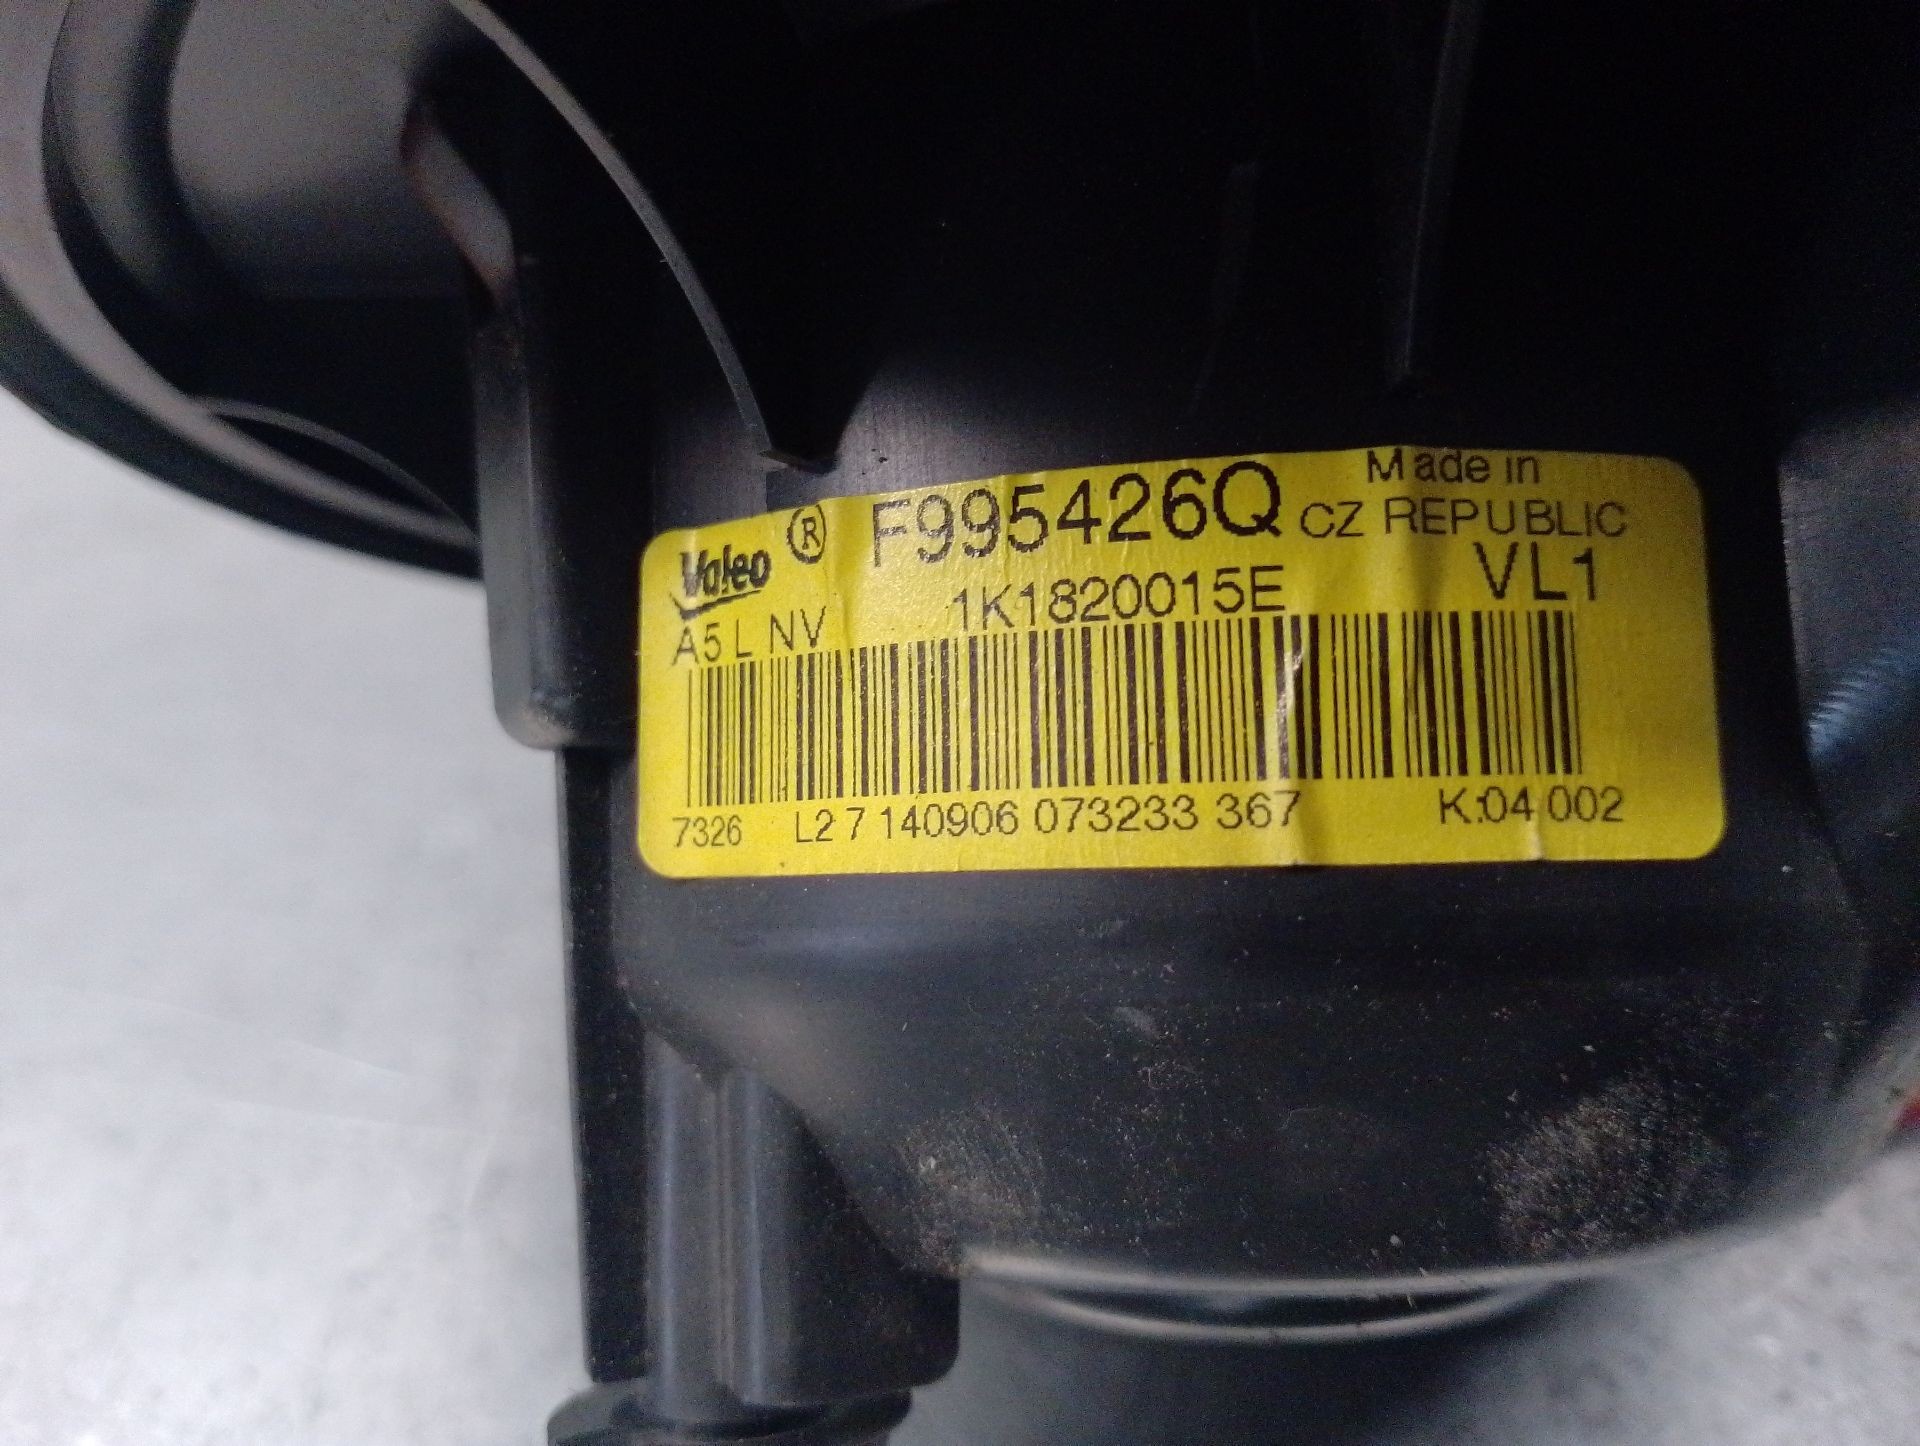 Valeo ® F995426Q Made in
CZ REPUBLIC
A5 L NV 1K1820015E VL1
7326 L2 7 140906 073233 367 K:04 002